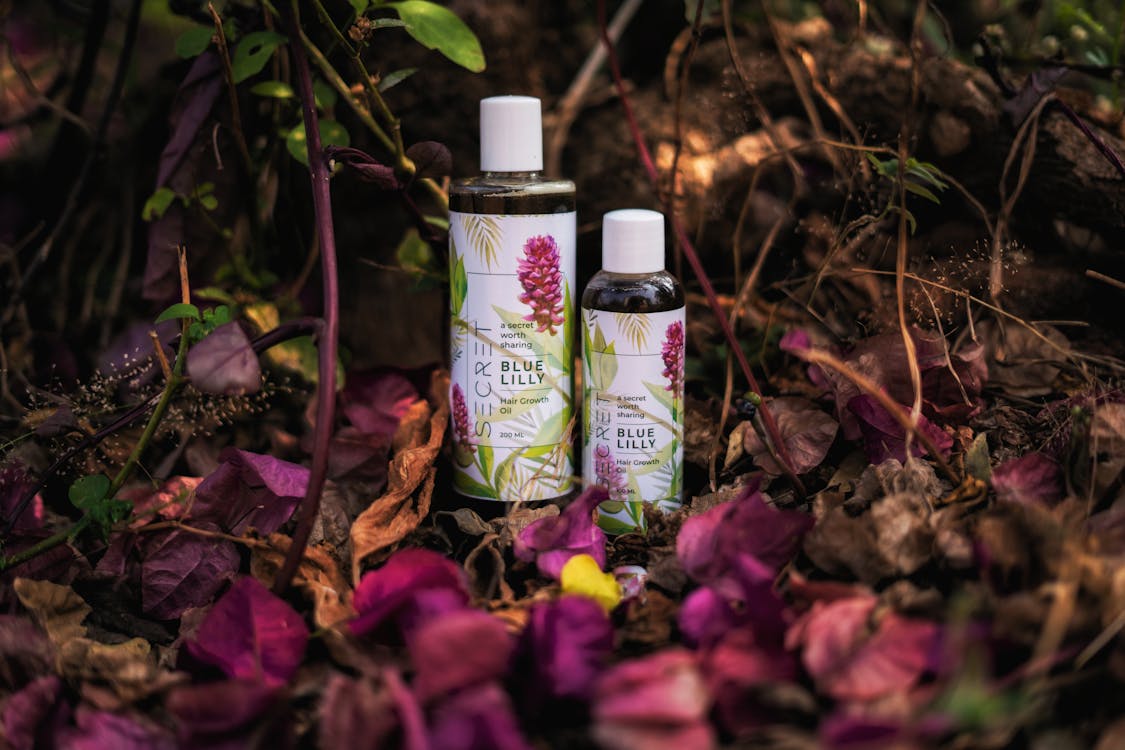 SECRET
a secret
worth
sharing
BLUE
LILLY
Hair Growth
Oil
200 ML
SECRET
a secret
worth
sharing
BLUE
LILLY
Hair Growth
Oil
ML